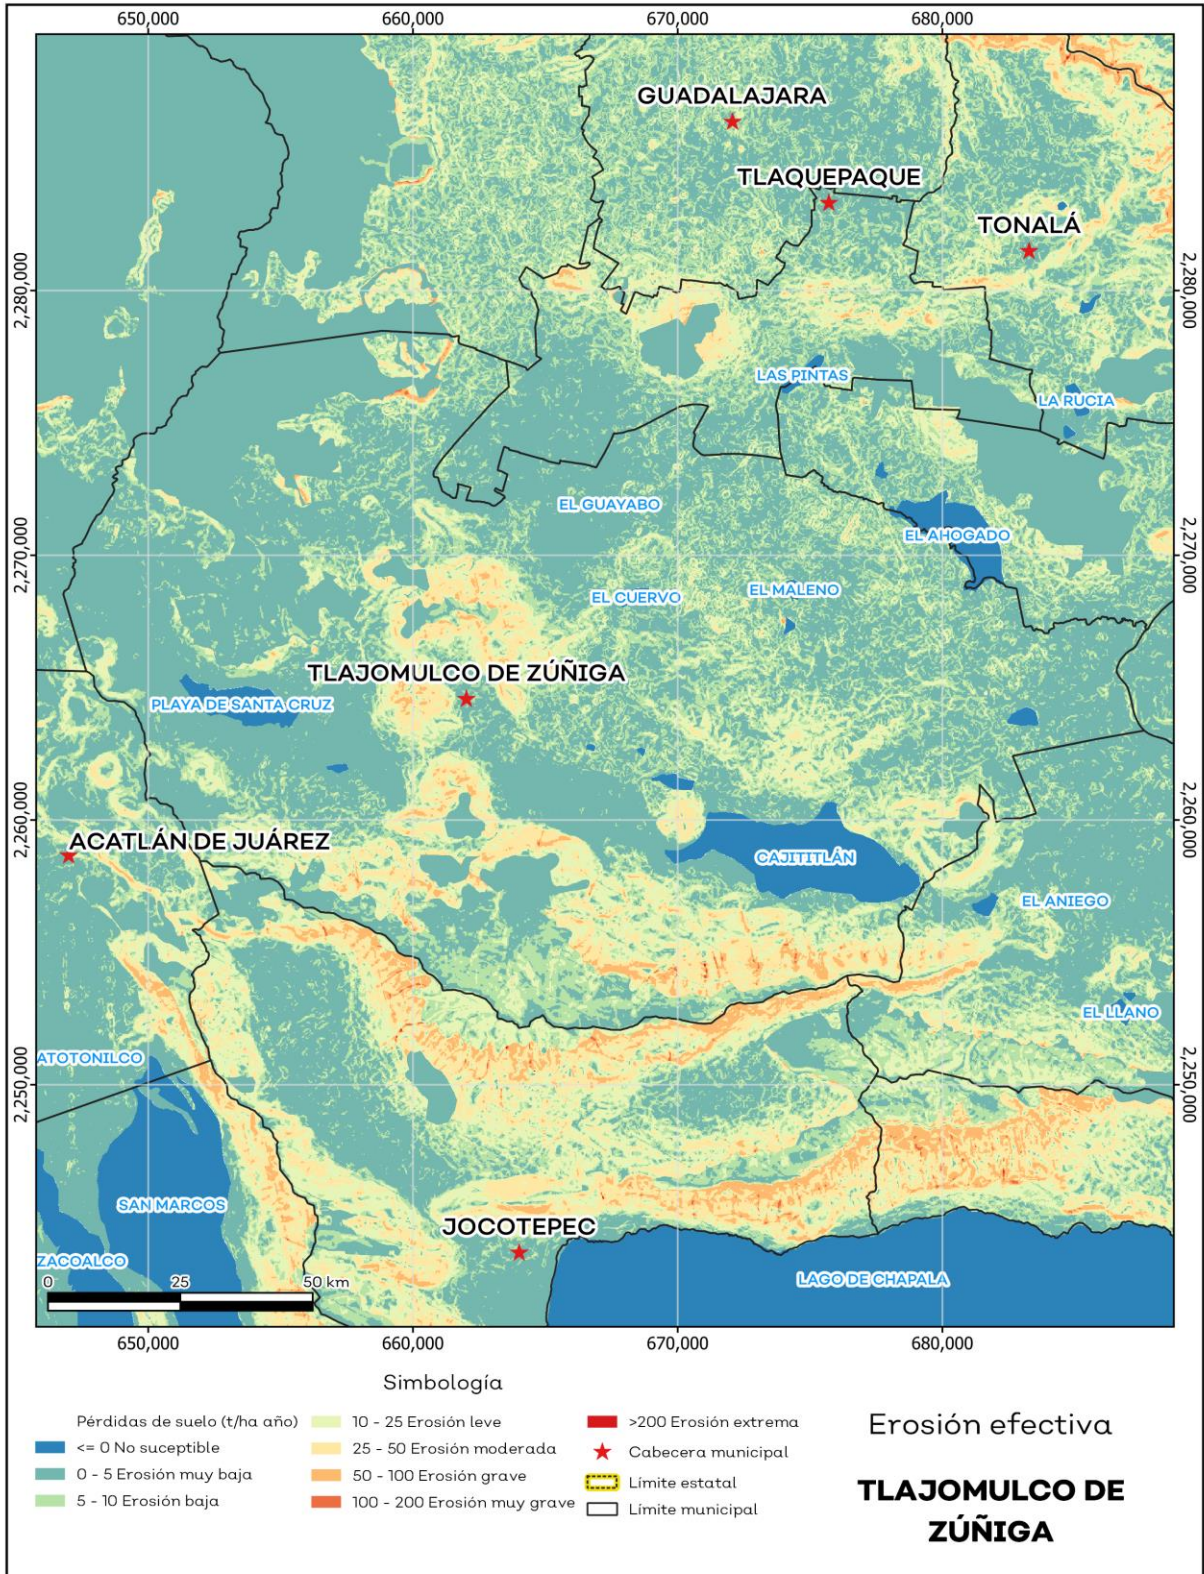 650,000
660,000
670,000
680,000
GUADALAJARA
TLAQUEPAQUE
TONALÁ
2,280,000
2,280,000
LAS PINTAS
LA RUCIA
EL GUAYABO
EL AHOGADO
2,270,000
2,270,000
EL CUERVO
EL MALENO
TLAJOMULCO DE ZÚÑIGA
PLAYA DE SANTA CRUZ
2,260,000
2,260,000
ACATLÁN DE JUÁREZ
CAJITITLÁN
EL ANIEGO
EL LLANO
ATOTONILCO
2,250,000
2,250,000
SAN MARCOS
JOCOTEPEC
ZACOALCO
LAGO DE CHAPALA
0 25 50 km
650,000
660,000
670,000
680,000
Simbología
Pérdidas de suelo (t/ha año)
<= 0 No suceptible
0 - 5 Erosión muy baja
5 - 10 Erosión baja
10 - 25 Erosión leve
25 - 50 Erosión moderada
50 - 100 Erosión grave
100 - 200 Erosión muy grave
>200 Erosión extrema
Cabecera municipal
Límite estatal
Límite municipal
Erosión efectiva
TLAJOMULCO DE
ZÚÑIGA